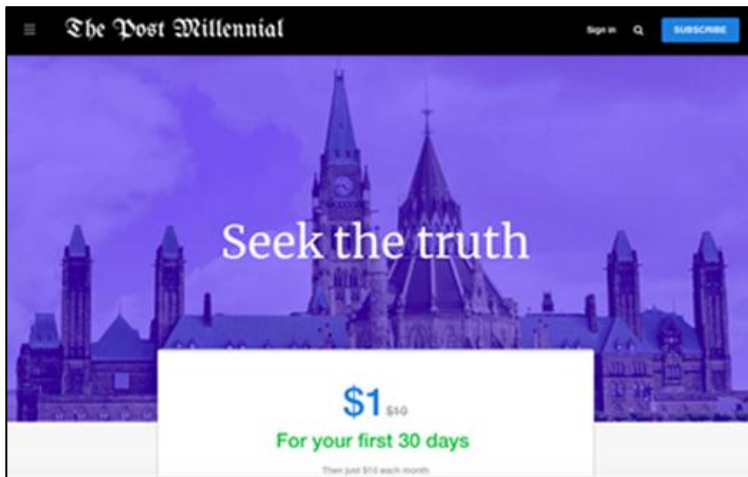 The Post Millennial
Sign in
SUBSCRIBE
Seek the truth
$1 $10
For your first 30 days
Then just $10 each month